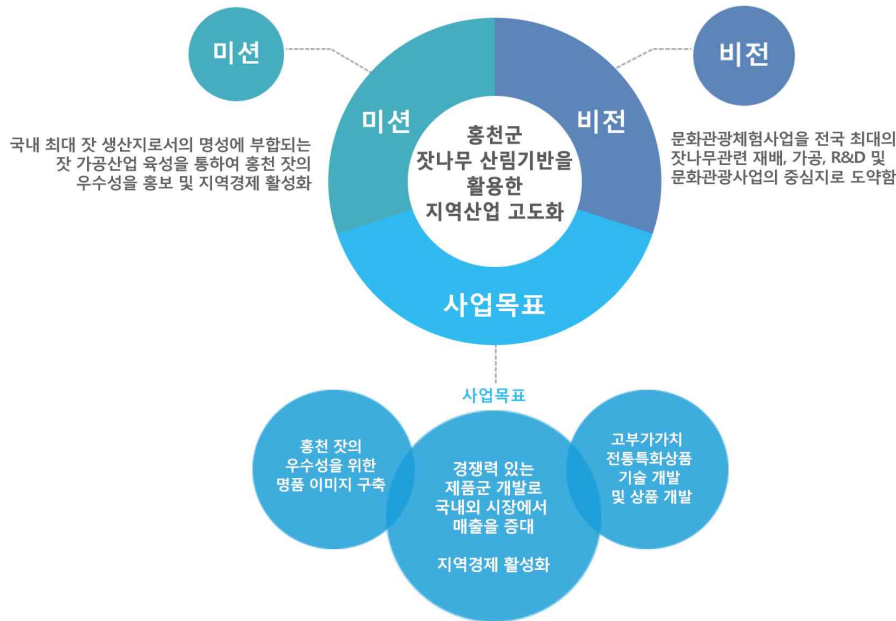 미션
비전
미션
비전
국내 최대 잣 생산지로서의 명성에 부합되는
잣 가공산업 육성을 통하여 홍천 잣의
우수성을 홍보 및 지역경제 활성화
홍천군
잣나무 산림기반을
활용한
지역산업 고도화
문화관광체험사업을 전국 최대의
잣나무관련 재배, 가공, R&D 및
문화관광사업의 중심지로 도약함
사업목표
사업목표
홍천 잣의
우수성을 위한
명품 이미지 구축
경쟁력 있는
제품군 개발로
국내외 시장에서
매출을 증대
지역경제 활성화
고부가가치
전통특화상품
기술 개발
및 상품 개발